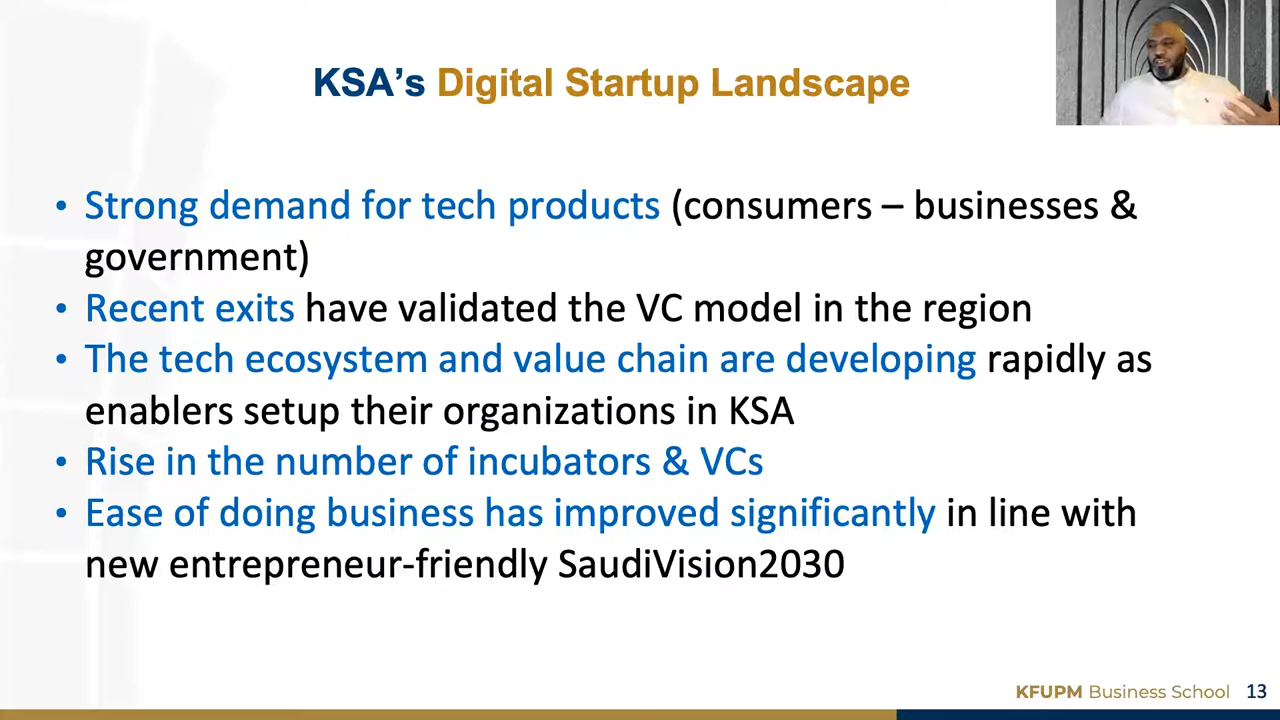 KSA’s Digital Startup Landscape
• Strong demand for tech products (consumers – businesses &
government)
• Recent exits have validated the VC model in the region
• The tech ecosystem and value chain are developing rapidly as
enablers setup their organizations in KSA
• Rise in the number of incubators & VCs
• Ease of doing business has improved significantly in line with
new entrepreneur-friendly SaudiVision2030
KFUPM Business School 13